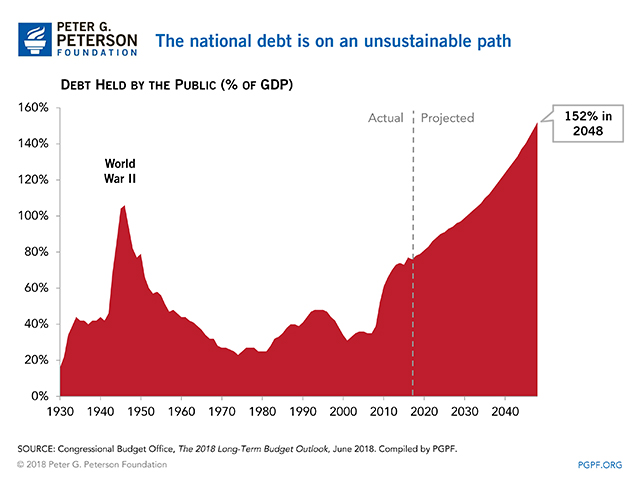 PETER G.
PETERSON
FOUNDATION
The national debt is on an unsustainable path
DEBT HELD BY THE PUBLIC (% OF GDP)
160%
140%
120%
100%
80%
60%
40%
20%
0%
Actual
Projected
152% in
2048
World
War II
1930 1940 1950 1960 1970 1980 1990 2000 2010 2020 2030 2040
SOURCE: Congressional Budget Office, The 2018 Long-Term Budget Outlook, June 2018. Compiled by PGPF.
© 2018 Peter G. Peterson Foundation
PGPF.ORG